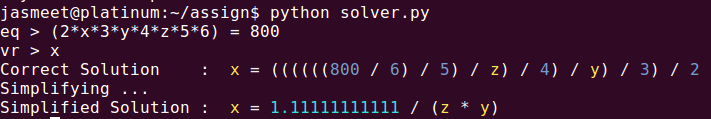 jasmeet@platinum:~/assign$ python solver.py
eq > (2*x*3*y*4*z*5*6) = 800
vr > x
Correct Solution    :  x = ((((((800 / 6) / 5) / z) / 4) / y) / 3) / 2
Simplifying ...
Simplified Solution :  x = 1.11111111111 / (z * y)